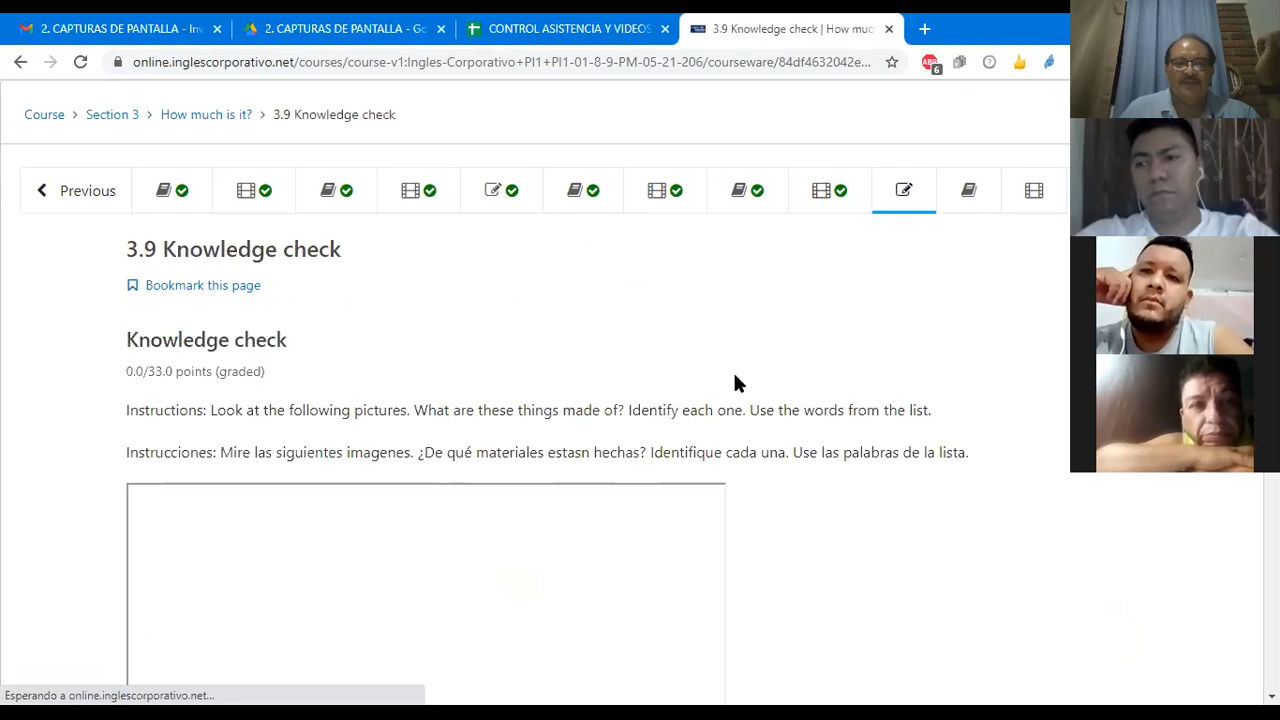 2. CAPTURAS DE PANTALLA - Inv
2. CAPTURAS DE PANTALLA - Go
CONTROL ASISTENCIA Y VIDEOS
3.9 Knowledge check | How muc
online.inglescorporativo.net/courses/course-v1:Ingles-Corporativo+PI1+PI1-01-8-9-PM-05-21-206/courseware/84df4632042e...
ABP
6
Course > Section 3 > How much is it? > 3.9 Knowledge check
Previous
3.9 Knowledge check
Bookmark this page
Knowledge check
0.0/33.0 points (graded)
Instructions: Look at the following pictures. What are these things made of? Identify each one. Use the words from the list.
Instrucciones: Mire las siguientes imagenes. ¿De qué materiales estasn hechas? Identifique cada una. Use las palabras de la lista.
Esperando a online.inglescorporativo.net...